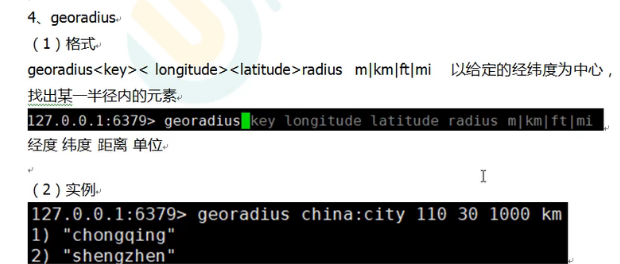 4、georadius
（1）格式
georadius<key>< longitude><latitude>radius m|km|ft|mi 以给定的经纬度为中心，
找出某一半径内的元素
127.0.0.1:6379> georadius key longitude latitude radius m|km|ft|mi
经度 纬度 距离 单位
（2）实例
127.0.0.1:6379> georadius china:city 110 30 1000 km
1) "chongqing"
2) "shengzhen"